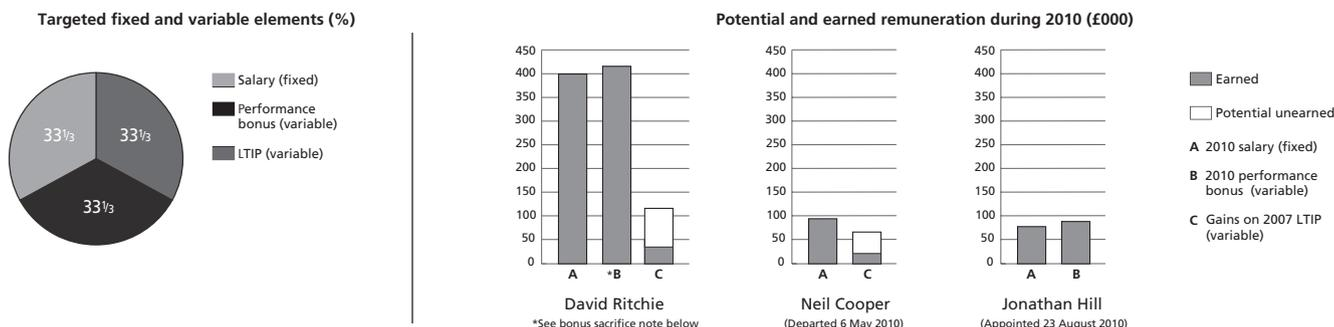 Targeted fixed and variable elements (%)
33⅓
33⅓
33⅓
Salary (fixed)
Performance
bonus (variable)
LTIP (variable)
Potential and earned remuneration during 2010 (£000)
450
400
350
300
250
200
150
100
50
0
A
*B
C
David Ritchie
*See bonus sacrifice note below
450
400
350
300
250
200
150
100
50
0
A
C
Neil Cooper
(Departed 6 May 2010)
450
400
350
300
250
200
150
100
50
0
A
B
Jonathan Hill
(Appointed 23 August 2010)
Earned
Potential unearned
A 2010 salary (fixed)
B 2010 performance
bonus (variable)
C Gains on 2007 LTIP
(variable)